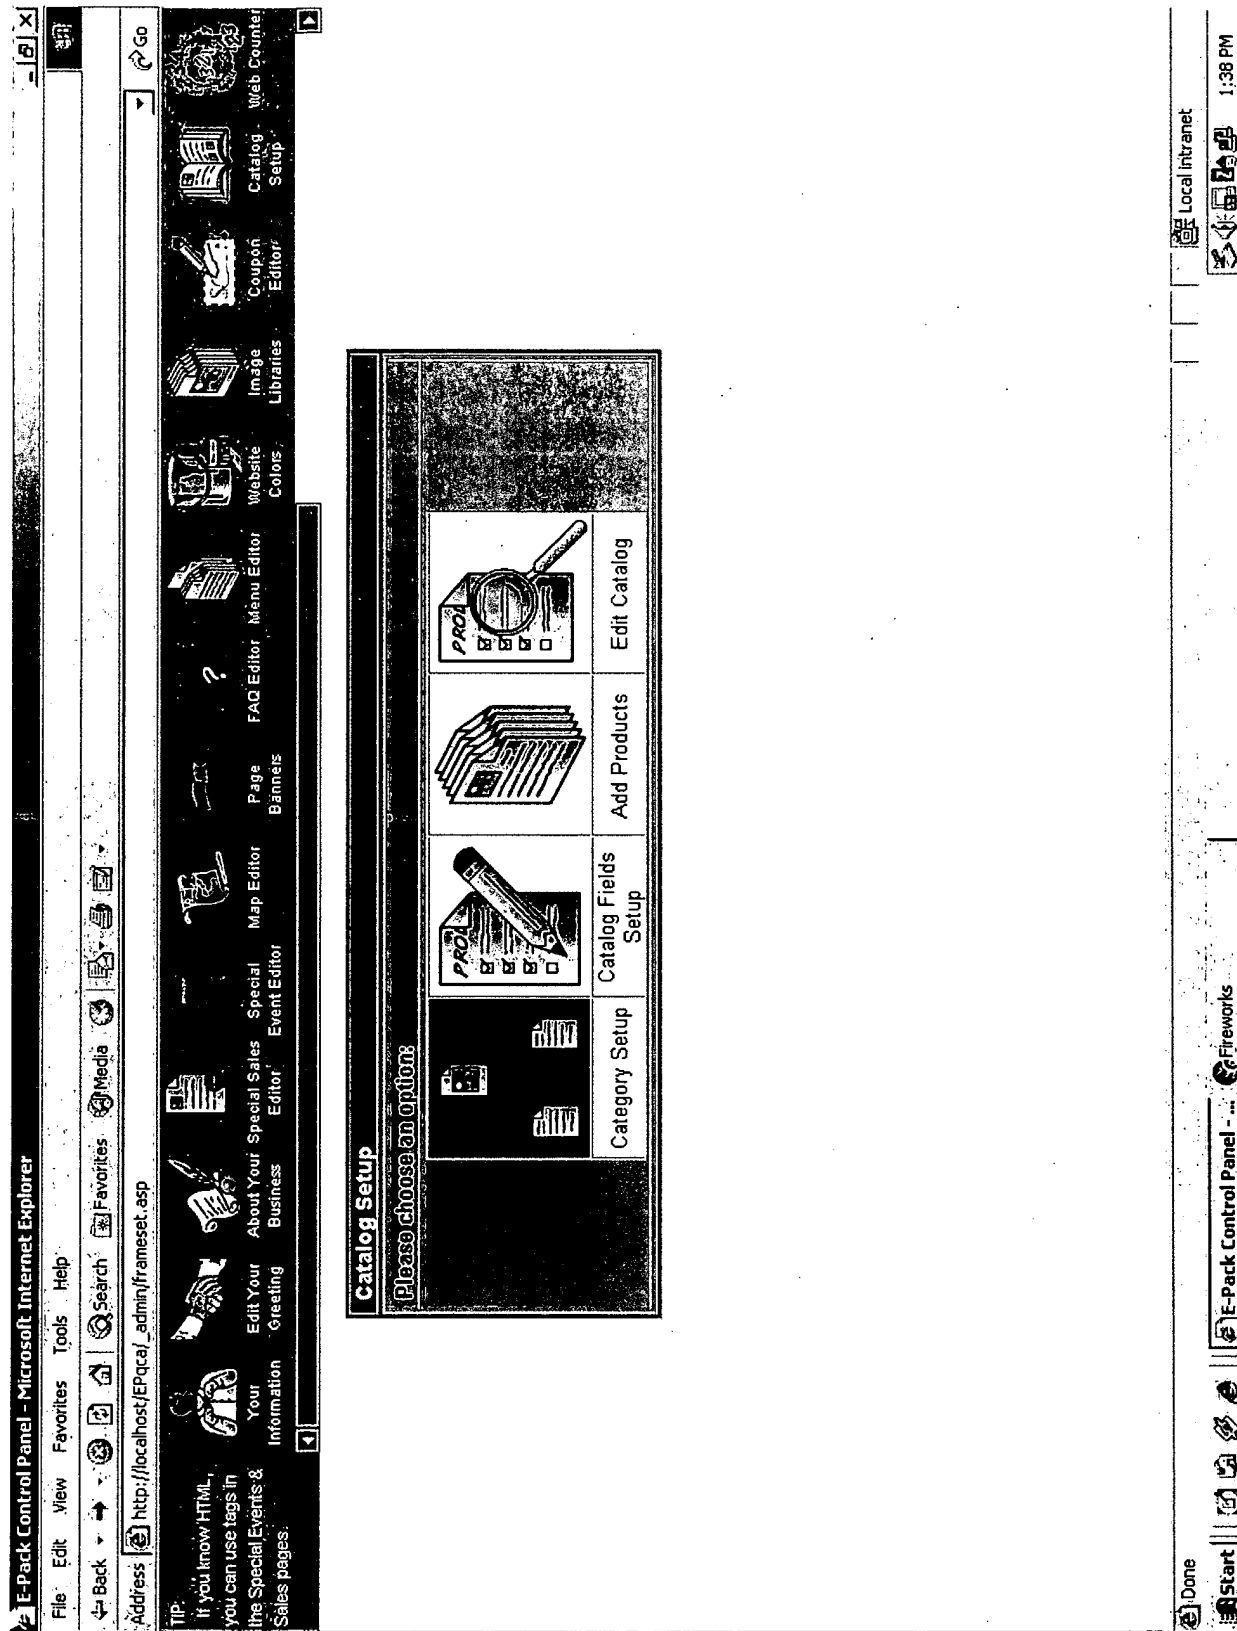 E-Pack Control Panel - Microsoft Internet Explorer
File Edit View Favorites Tools Help
Back Search Favorites Media
Address http://localhost/EPqca/_admin/frameset.asp Go
TIP:
If you know HTML,
you can use tags in
the Special Events &
Sales pages.
Your
Information
Edit Your
Greeting
About Your
Business
Special Sales
Editor
Special
Event Editor
Map Editor
Page
Banners
FAQ Editor
Menu Editor
Website
Colors
Image
Libraries
Coupon
Editor
Catalog
Setup
Web Counter
Catalog Setup
Please choose an option:
PROD
PROD
Category Setup
Catalog Fields
Setup
Add Products
Edit Catalog
Done
Local intranet
Start
E-Pack Control Panel - ...
Fireworks
1:38 PM